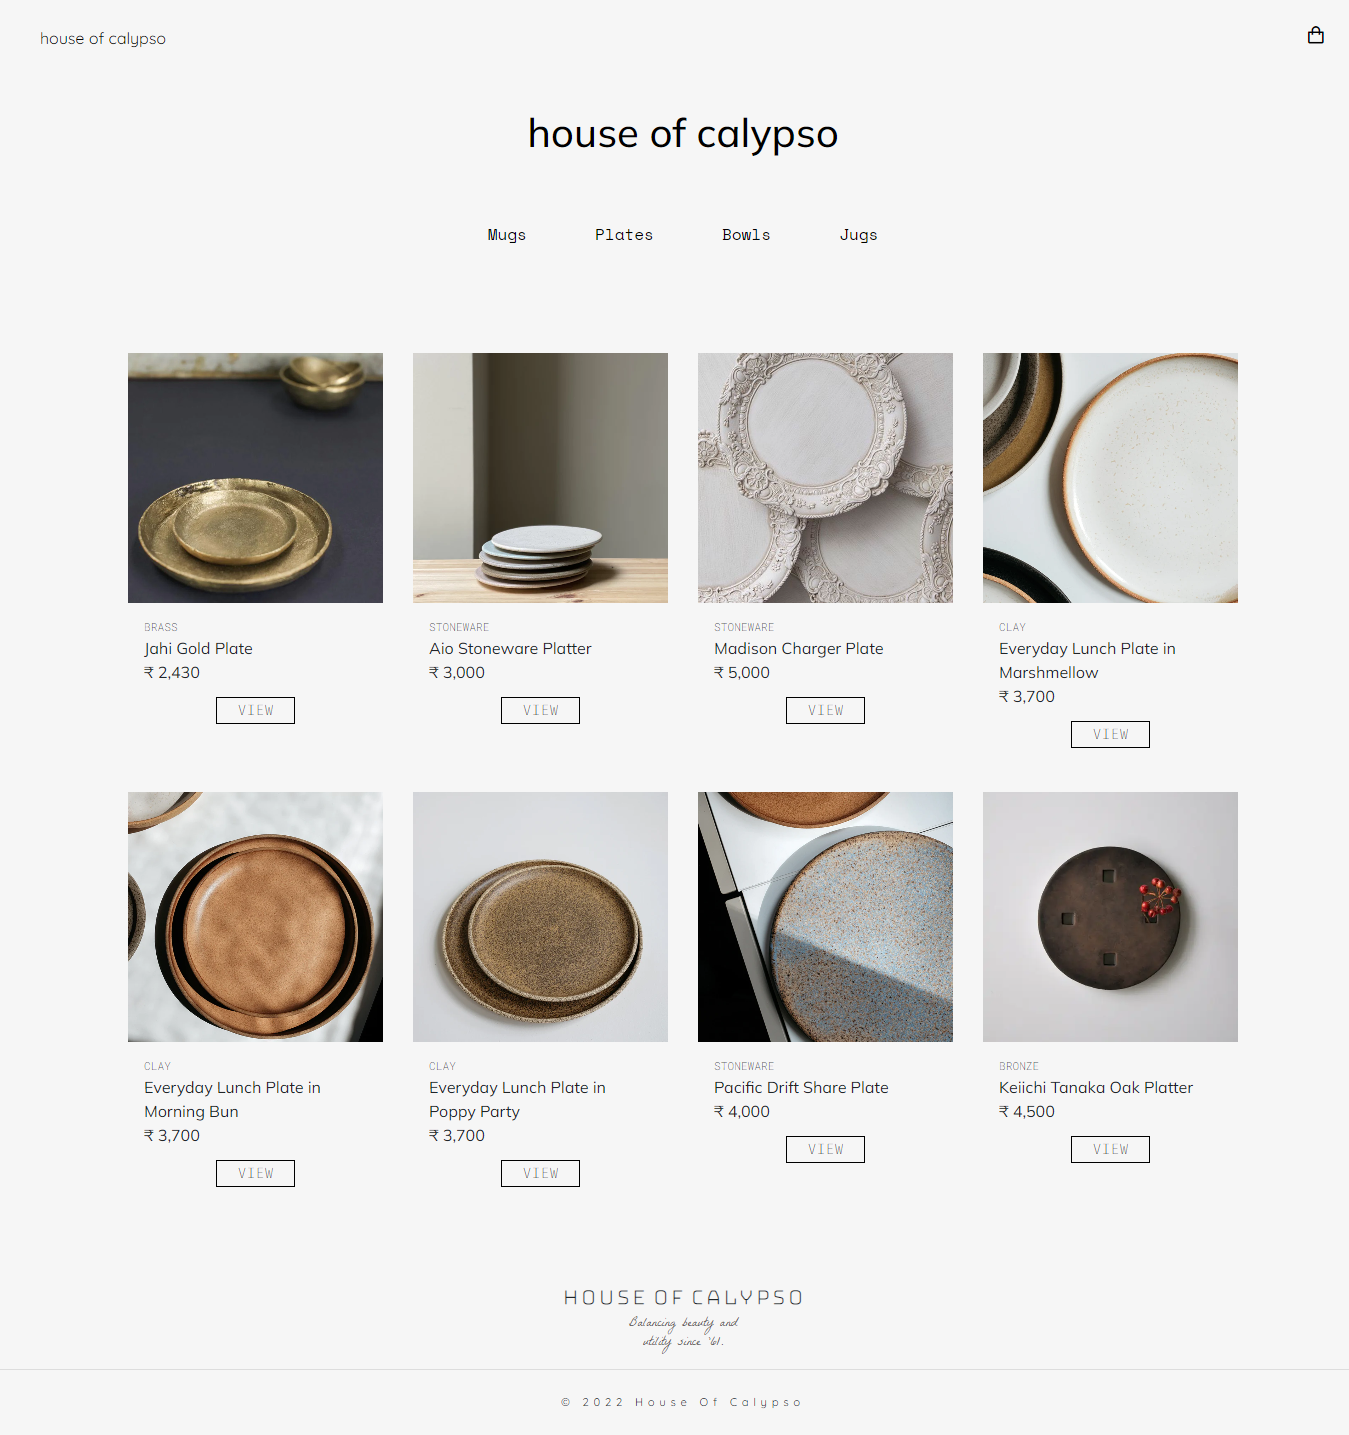 house of calypso
house of calypso
Mugs Plates Bowls Jugs
BRASS
Jahi Gold Plate
₹ 2,430
VIEW
STONEWARE
Aio Stoneware Platter
₹ 3,000
VIEW
STONEWARE
Madison Charger Plate
₹ 5,000
VIEW
CLAY
Everyday Lunch Plate in
Marshmellow
₹ 3,700
VIEW
CLAY
Everyday Lunch Plate in
Morning Bun
₹ 3,700
VIEW
CLAY
Everyday Lunch Plate in
Poppy Party
₹ 3,700
VIEW
STONEWARE
Pacific Drift Share Plate
₹ 4,000
VIEW
BRONZE
Keiichi Tanaka Oak Platter
₹ 4,500
VIEW
HOUSE OF CALYPSO
Balancing beauty and
utility since '61.
© 2022 House Of Calypso